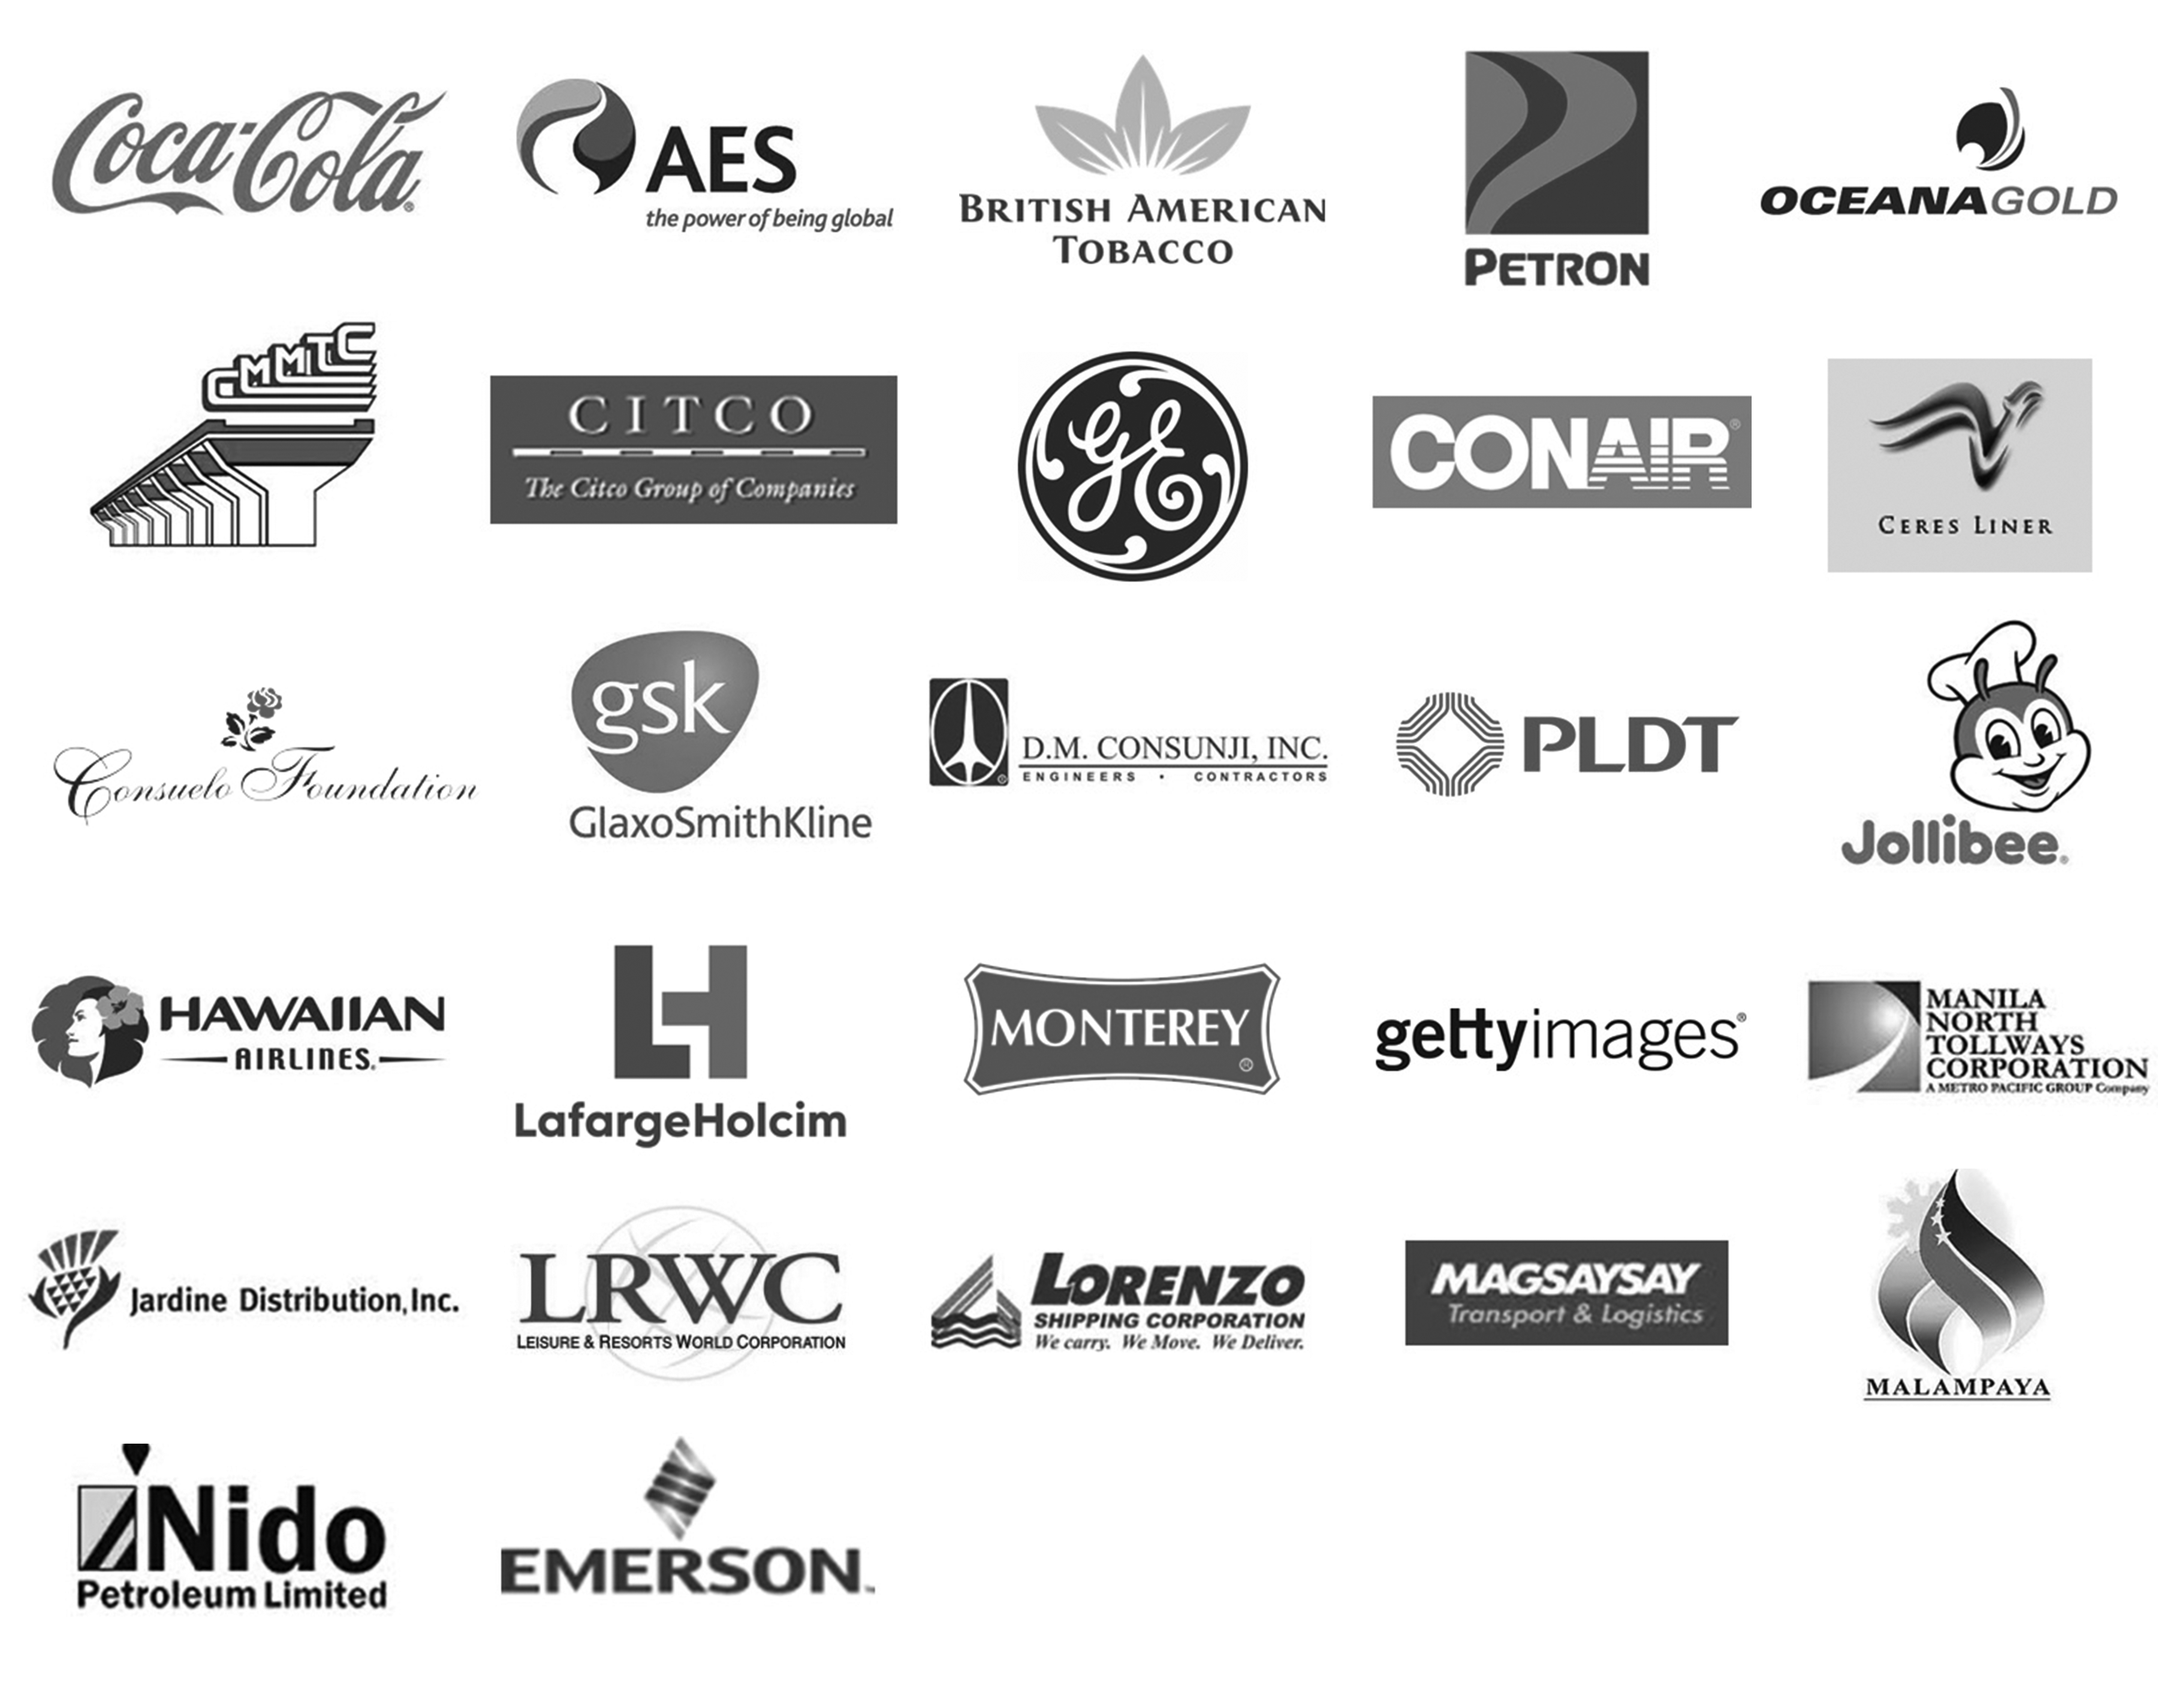 Coca-Cola®
AES
the power of being global
BRITISH AMERICAN
TOBACCO
PETRON
OCEANAGOLD
CMMTC
CITCO
The Citco Group of Companies
GE
CONAIR®
CERES LINER
Consuelo Foundation
gsk
GlaxoSmithKline
D.M. CONSUNJI, INC.
ENGINEERS • CONTRACTORS
PLDT
Jollibee®
HAWAIIAN
AIRLINES®
LH
LafargeHolcim
MONTEREY
®
gettyimages®
MANILA
NORTH
TOLLWAYS
CORPORATION
A METRO PACIFIC GROUP Company
Jardine Distribution, Inc.
LRWC
LEISURE & RESORTS WORLD CORPORATION
LORENZO
SHIPPING CORPORATION
We carry. We Move. We Deliver.
MAGSAYSAY
Transport & Logistics
MALAMPAYA
Nido
Petroleum Limited
EMERSON